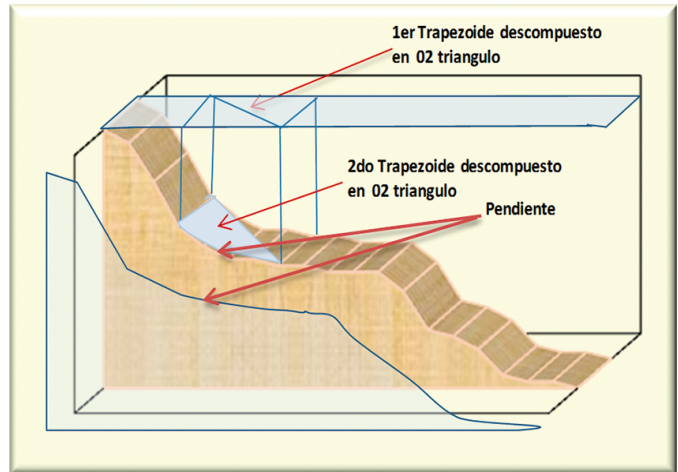 1er Trapezoide descompuesto
en 02 triangulo
2do Trapezoide descompuesto
en 02 triangulo
Pendiente